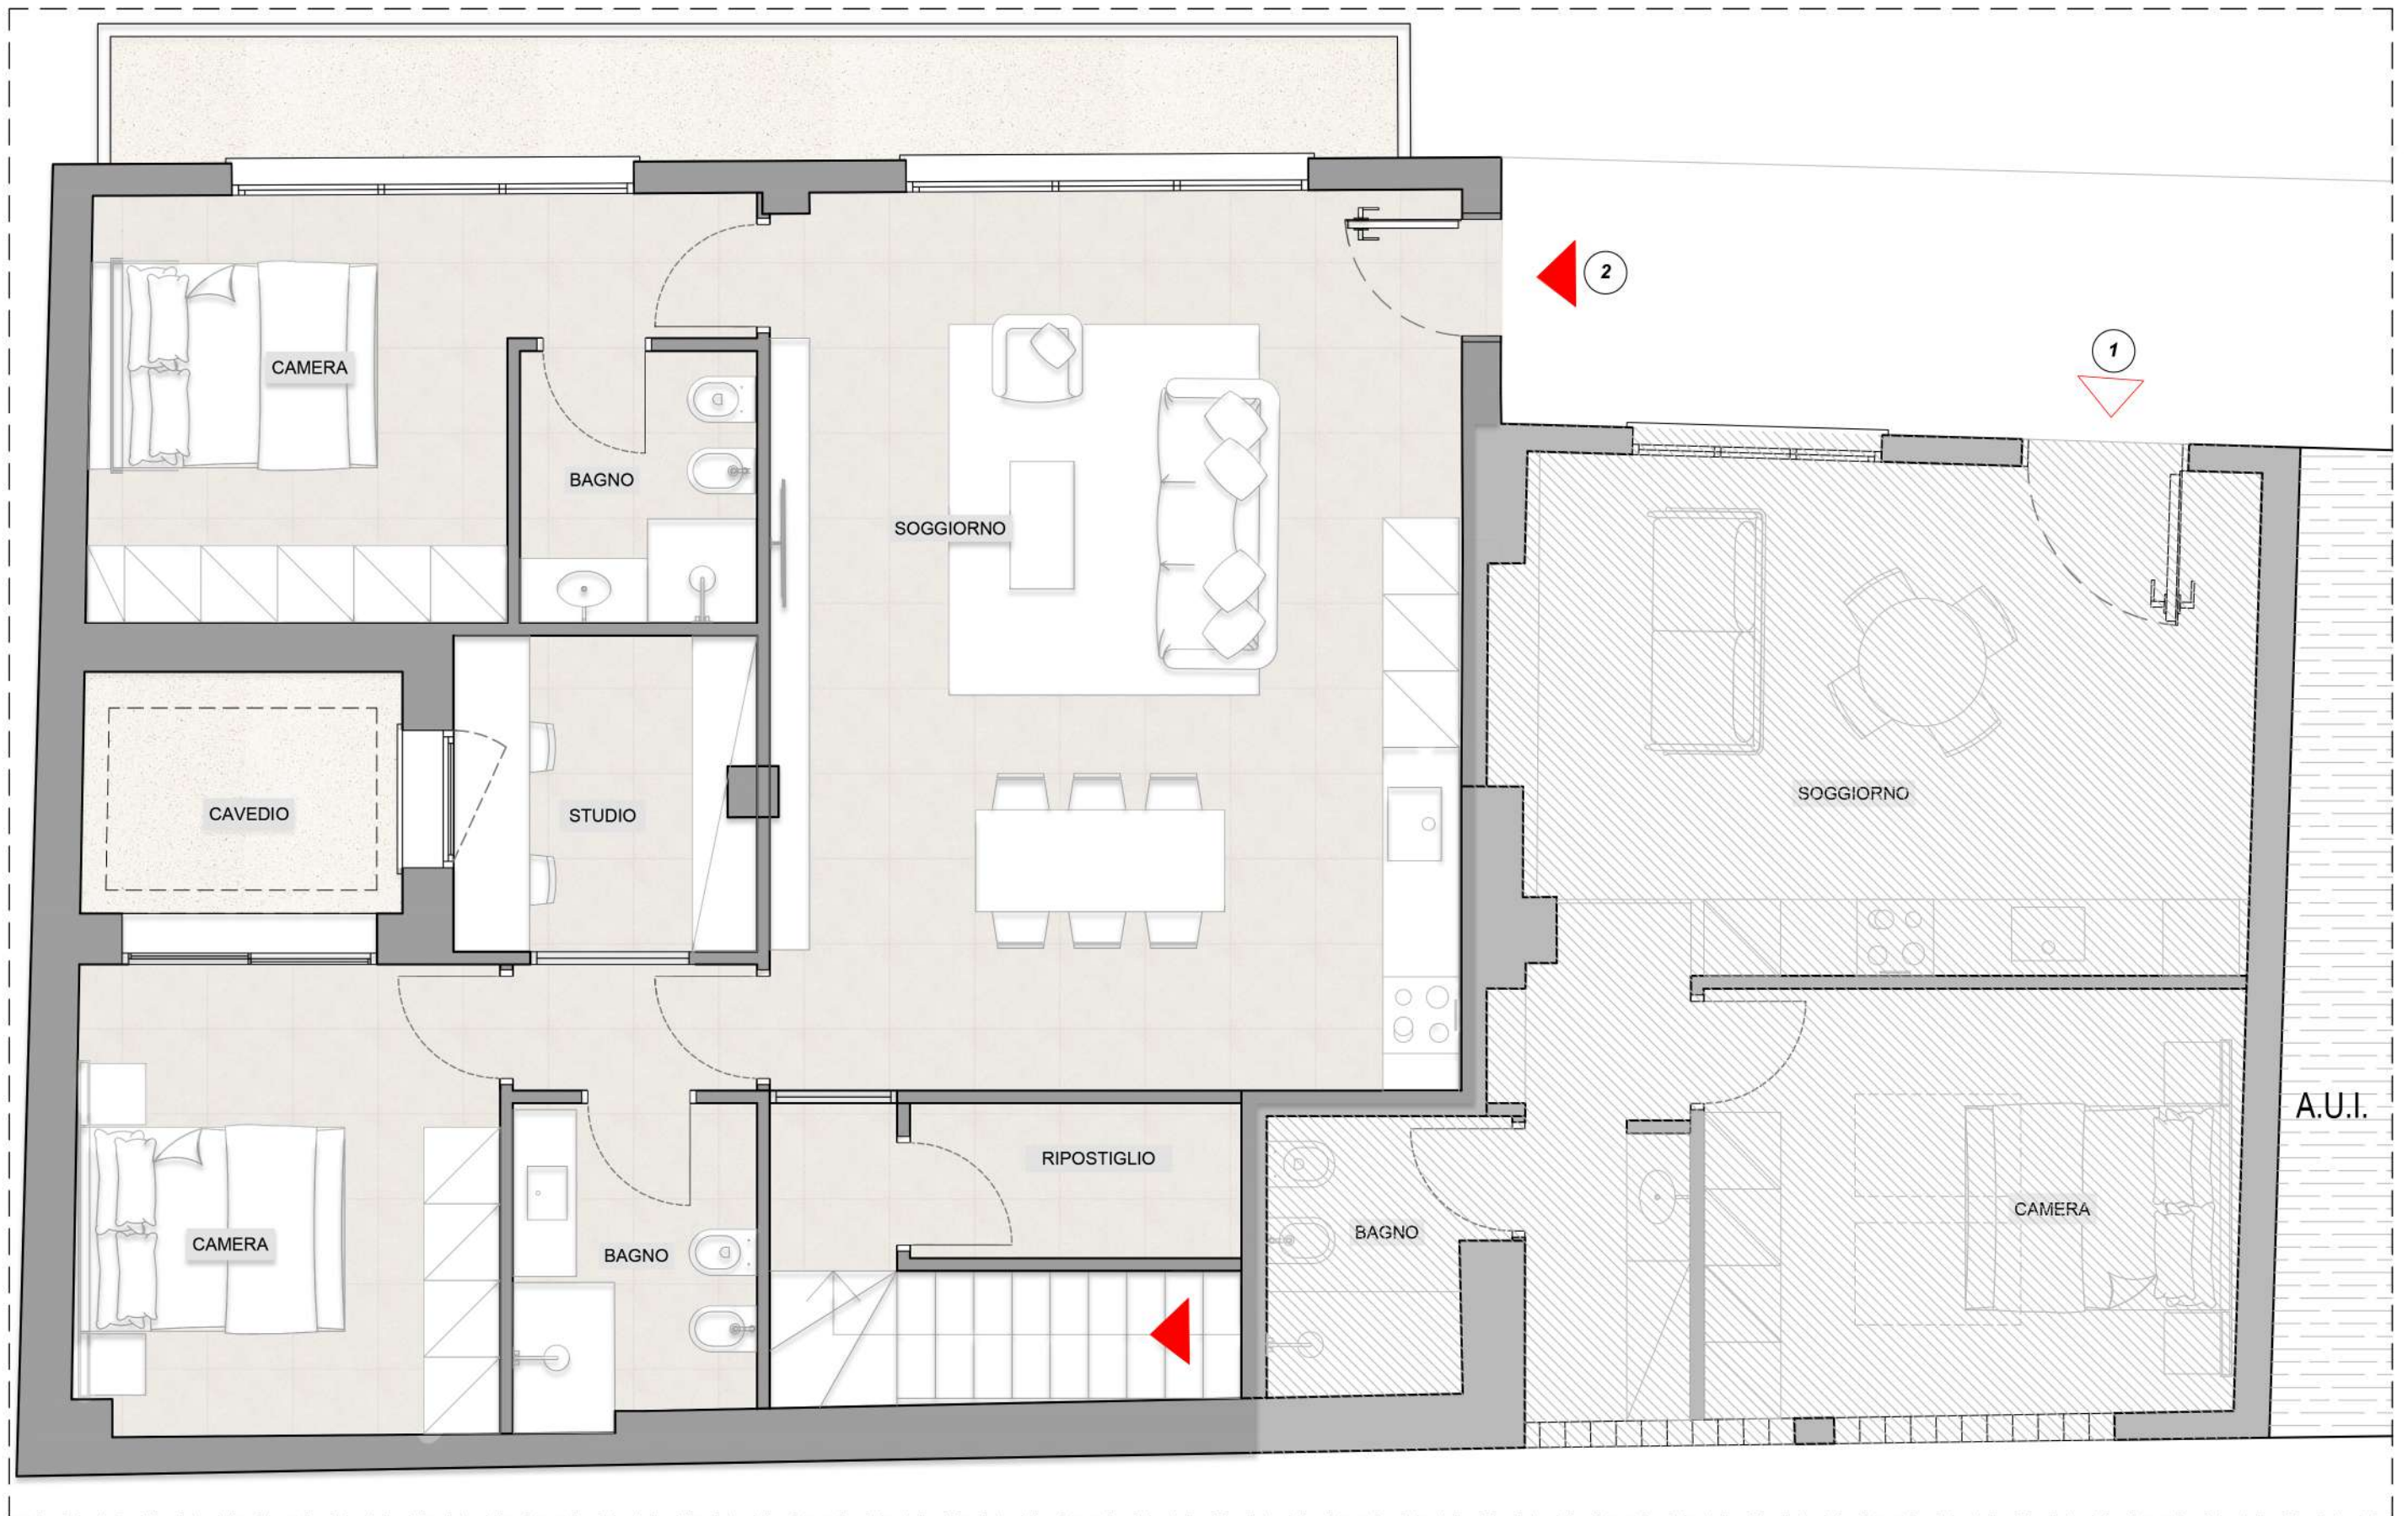 2
1
CAMERA
BAGNO
SOGGIORNO
SOGGIORNO
CAVEDIO
STUDIO
A.U.I.
RIPOSTIGLIO
CAMERA
BAGNO
CAMERA
BAGNO